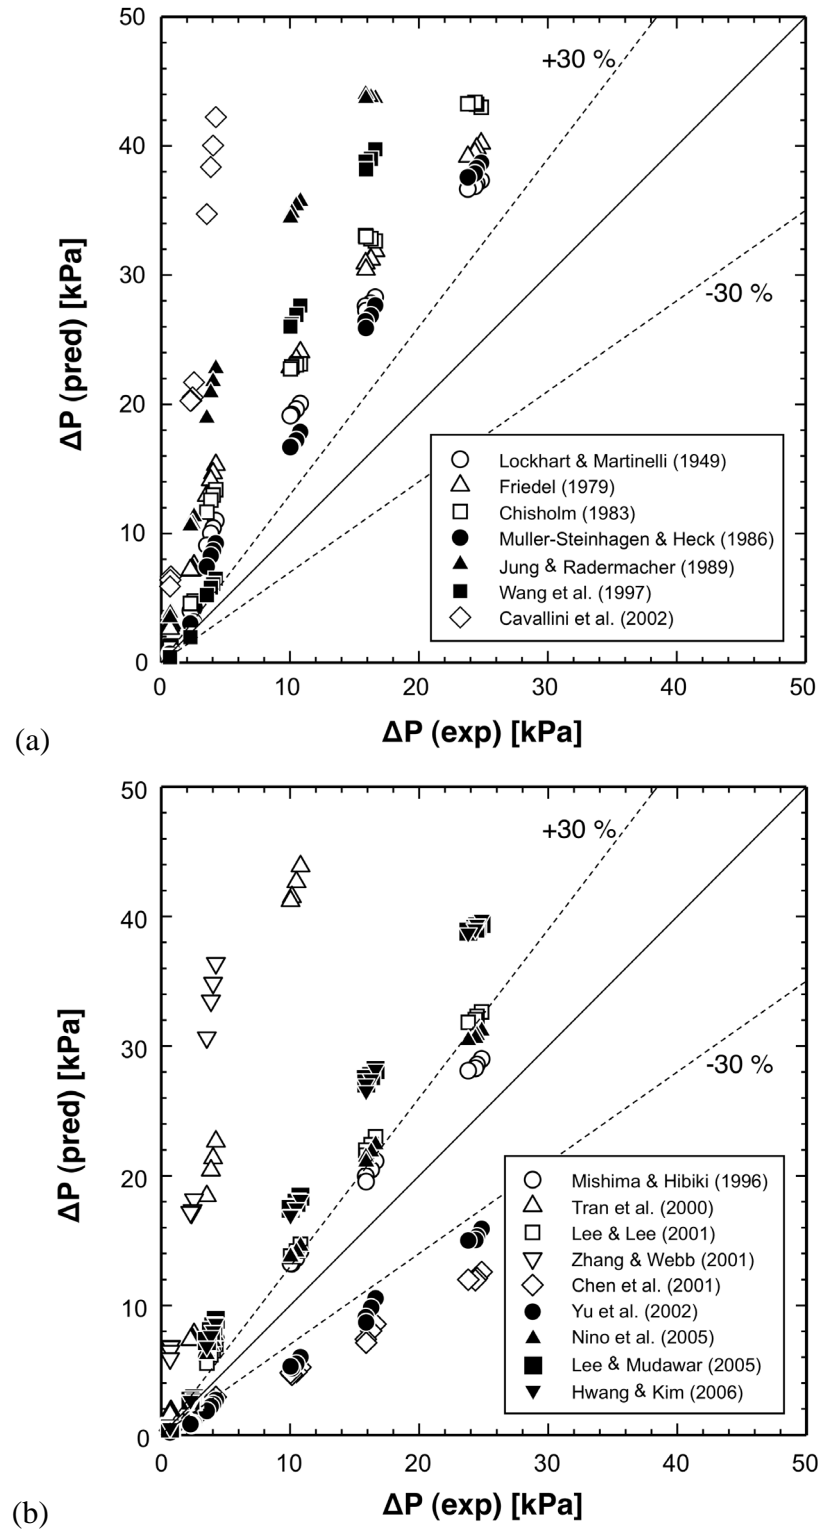 50
+30 %
40
ΔP (pred) [kPa]
30
-30 %
20
Lockhart & Martinelli (1949)
Friedel (1979)
Chisholm (1983)
10
Muller-Steinhagen & Heck (1986)
Jung & Radermacher (1989)
Wang et al. (1997)
Cavallini et al. (2002)
0
0 10 20 30 40 50
(a)
ΔP (exp) [kPa]
50
+30 %
40
ΔP (pred) [kPa]
30
-30 %
20
Mishima & Hibiki (1996)
Tran et al. (2000)
Lee & Lee (2001)
Zhang & Webb (2001)
Chen et al. (2001)
10
Yu et al. (2002)
Nino et al. (2005)
Lee & Mudawar (2005)
Hwang & Kim (2006)
0
0 10 20 30 40 50
ΔP (exp) [kPa]
(b)